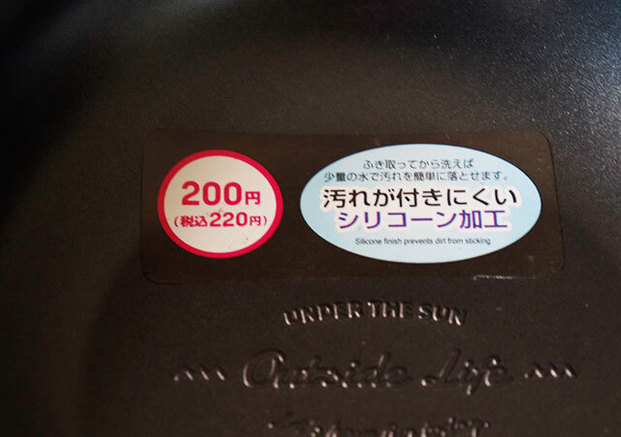 200円
(税込220円)
ふき取ってから洗えば
少量の水で汚れを簡単に落とせます。
汚れが付きにくい
シリコーン加工
Silicone finish prevents dirt from sticking
UNDER THE SUN
Outside Life